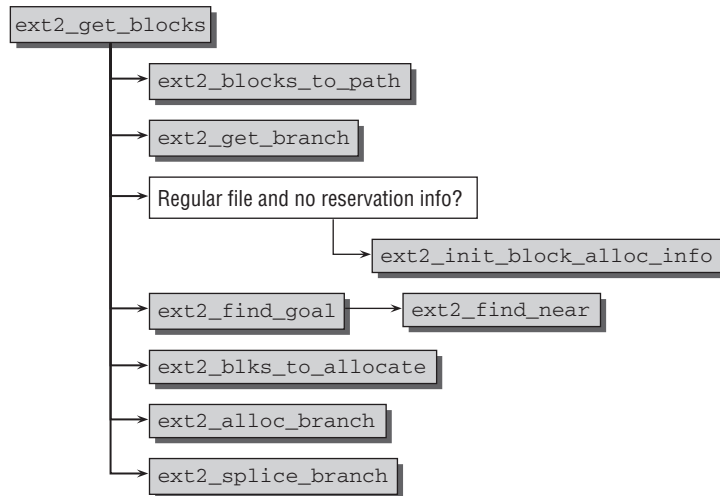 ext2_get_blocks
ext2_blocks_to_path
ext2_get_branch
Regular file and no reservation info?
ext2_init_block_alloc_info
ext2_find_goal
ext2_find_near
ext2_blks_to_allocate
ext2_alloc_branch
ext2_splice_branch